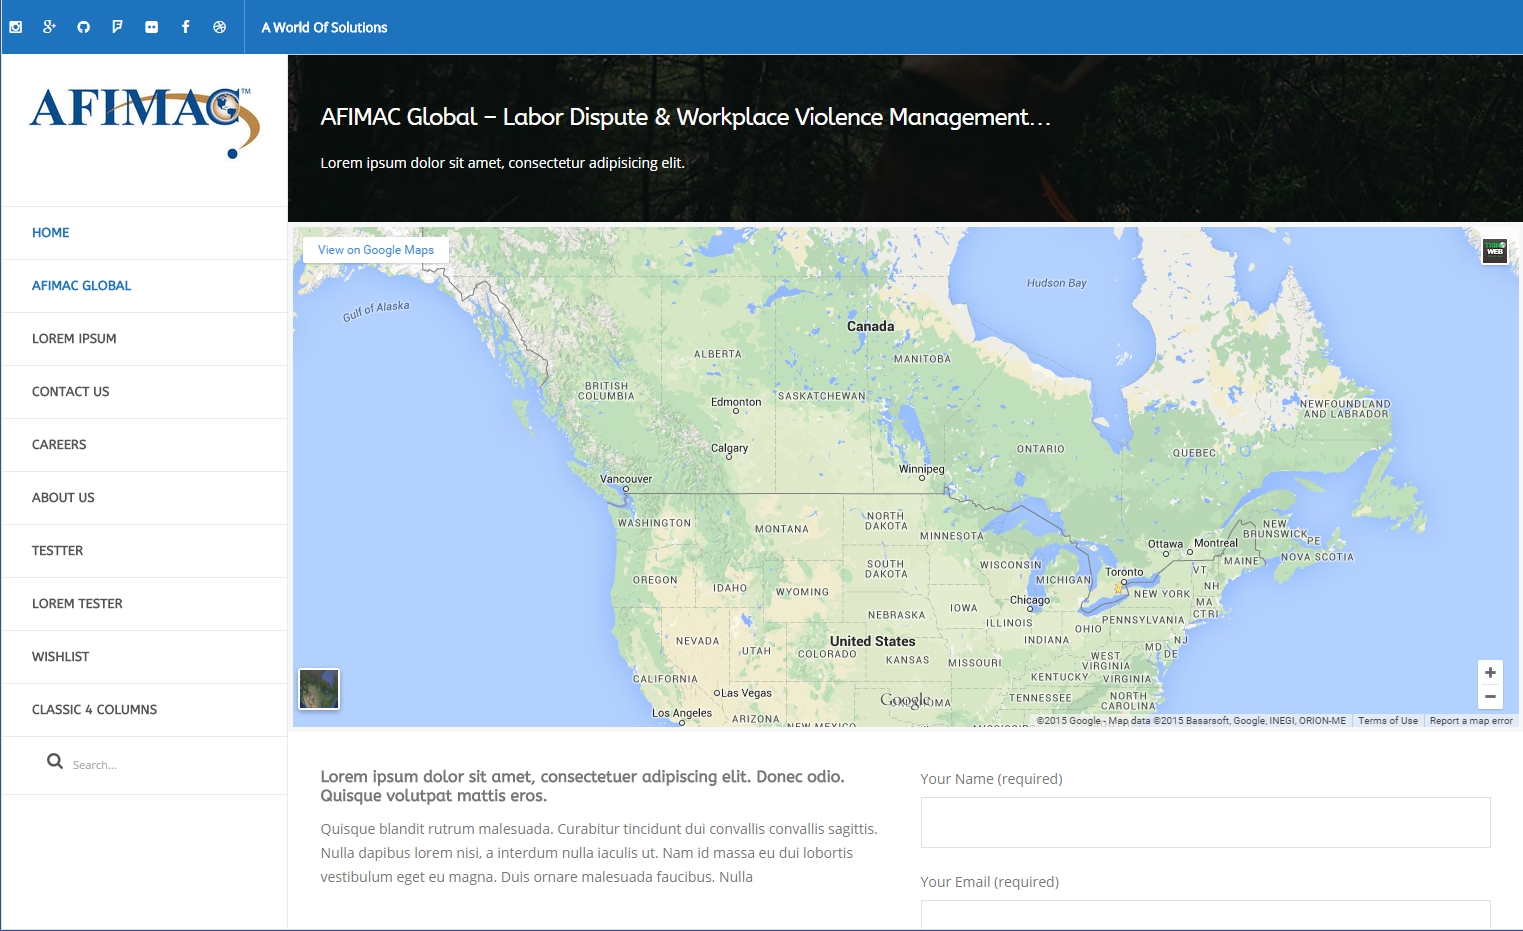 A World Of Solutions
AFIMAC™
HOME
AFIMAC GLOBAL
LOREM IPSUM
CONTACT US
CAREERS
ABOUT US
TESTTER
LOREM TESTER
WISHLIST
CLASSIC 4 COLUMNS
Search...
AFIMAC Global – Labor Dispute & Workplace Violence Management…
Lorem ipsum dolor sit amet, consectetur adipisicing elit.
View on Google Maps
WEB
Hudson Bay
Gulf of Alaska
Canada
ALBERTA
MANITOBA
BRITISH
COLUMBIA
SASKATCHEWAN
Edmonton
NEWFOUNDLAND
AND LABRADOR
Calgary
ONTARIO
QUEBEC
Winnipeg
Vancouver
WASHINGTON
MONTANA
NORTH
DAKOTA
MINNESOTA
NEW
BRUNSWICK
PE
Ottawa
Montreal
NOVA SCOTIA
MAINE
SOUTH
DAKOTA
WISCONSIN
Toronto
VT
OREGON
IDAHO
WYOMING
MICHIGAN
NH
NEW YORK
Chicago
MA
CT
RI
IOWA
NEBRASKA
ILLINOIS
PENNSYLVANIA
OHIO
INDIANA
NJ
NEVADA
UTAH
United States
COLORADO
KANSAS
MISSOURI
MD
DE
WEST
VIRGINIA
KENTUCKY
VIRGINIA
CALIFORNIA
Las Vegas
TENNESSEE
NORTH
CAROLINA
Google
Los Angeles
ARIZONA
NEW MEXICO
©2015 Google - Map data ©2015 Basarsoft, Google, INEGI, ORION-ME
Terms of Use
Report a map error
Lorem ipsum dolor sit amet, consectetuer adipiscing elit. Donec odio.
Quisque volutpat mattis eros.
Quisque blandit rutrum malesuada. Curabitur tincidunt dui convallis convallis sagittis.
Nulla dapibus lorem nisi, a interdum nulla iaculis ut. Nam id massa eu dui lobortis
vestibulum eget eu magna. Duis ornare malesuada faucibus. Nulla
Your Name (required)
Your Email (required)